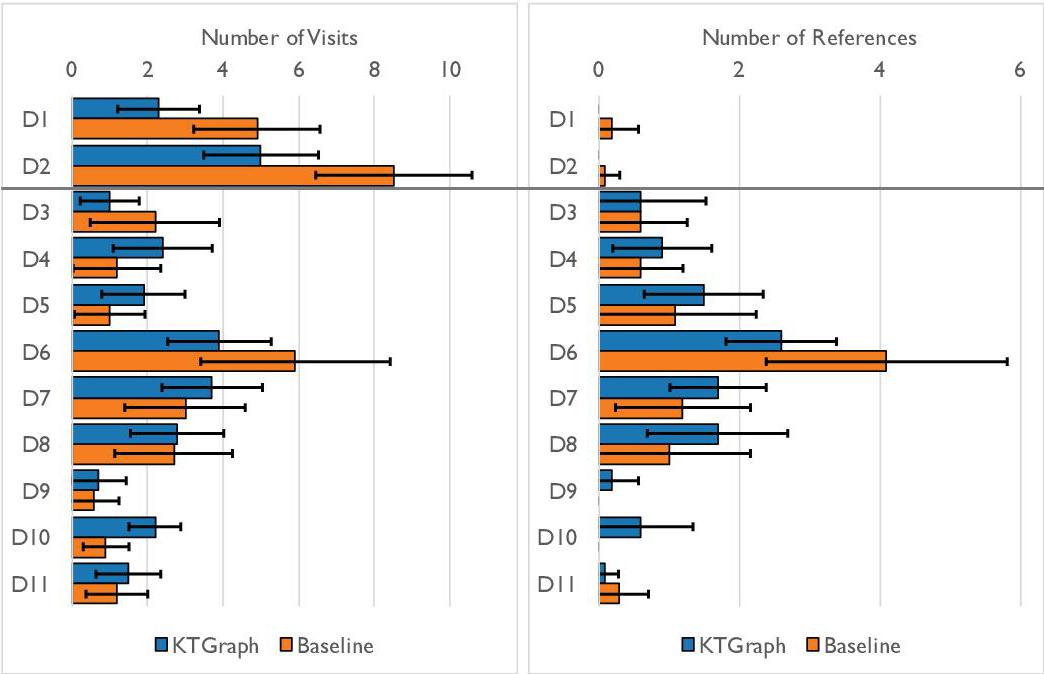 Number of Visits
0 2 4 6 8 10
D1
D2
D3
D4
D5
D6
D7
D8
D9
D10
D11
KTGraph Baseline
Number of References
0 2 4 6
D1
D2
D3
D4
D5
D6
D7
D8
D9
D10
D11
KTGraph Baseline